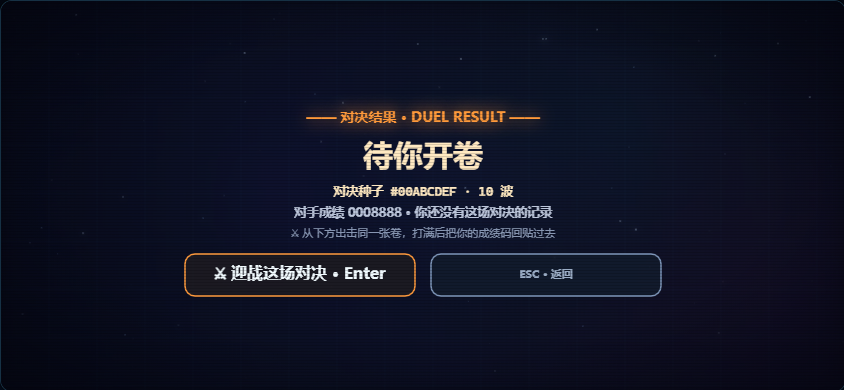 —— 对决结果 • DUEL RESULT ——
待你开卷
对决种子 #00ABCDEF · 10 波
对手成绩 0008888 • 你还没有这场对决的记录
⚔ 从下方出击同一张卷，打满后把你的成绩码回贴过去
⚔ 迎战这场对决 • Enter
ESC • 返回